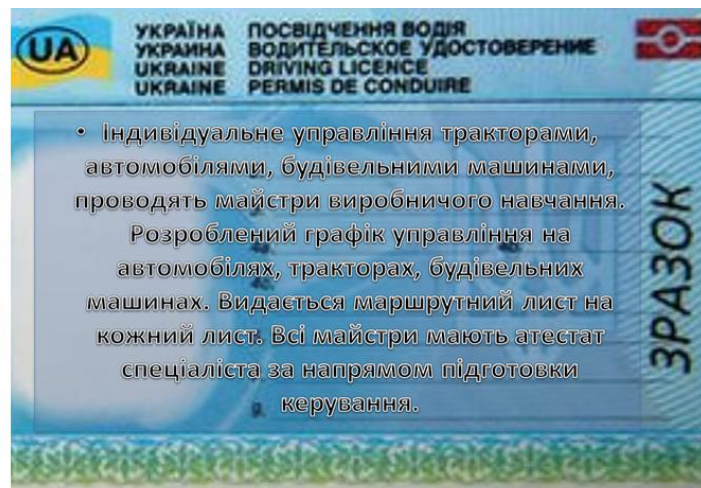 UA
УКРАЇНА ПОСВІДЧЕННЯ ВОДІЯ
УКРАИНА ВОДИТЕЛЬСКОЕ УДОСТОВЕРЕНИЕ
UKRAINE DRIVING LICENCE
UKRAINE PERMIS DE CONDUIRE
• Індивідуальне управління тракторами,
автомобілями, будівельними машинами,
проводять майстри виробничого навчання.
Розроблений графік управління на
автомобілях, тракторах, будівельних
машинах. Видається маршрутний лист на
кожний лист. Всі майстри мають атестат
спеціаліста за напрямом підготовки
керування.
9.
ЗРАЗОК